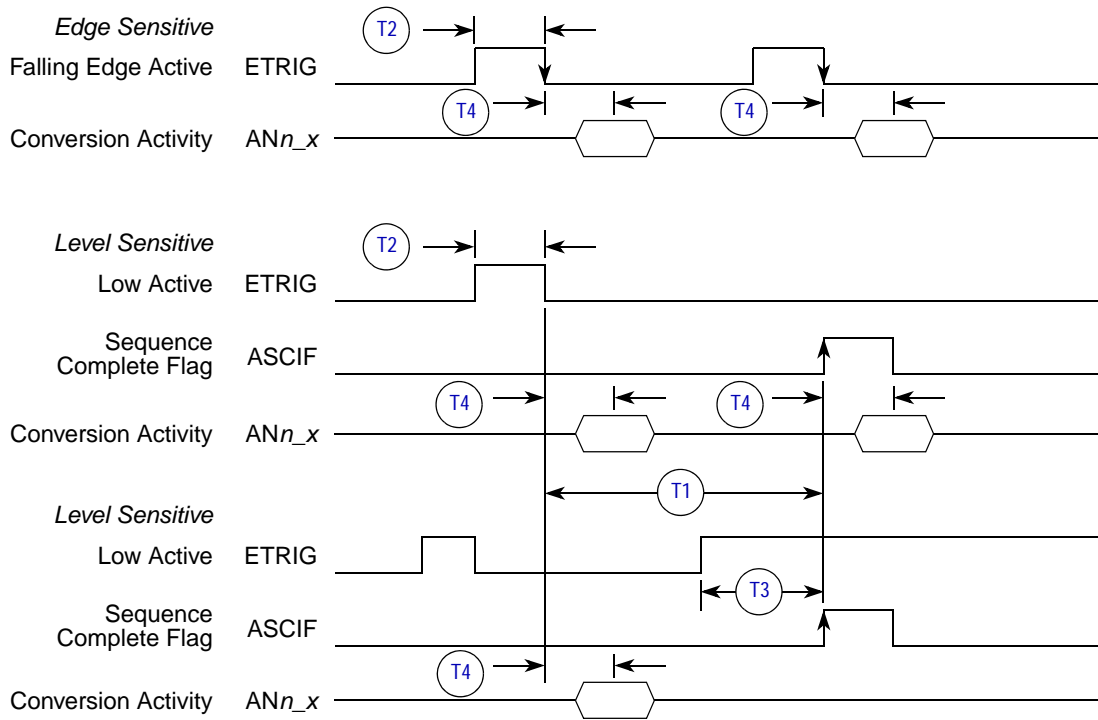 Edge Sensitive
T2
Falling Edge Active ETRIG
T4 T4
Conversion Activity ANn_x
Level Sensitive
T2
Low Active ETRIG
Sequence
Complete Flag ASCIF
T4 T4
Conversion Activity ANn_x
T1
Level Sensitive
Low Active ETRIG
T3
Sequence
Complete Flag ASCIF
T4
Conversion Activity ANn_x